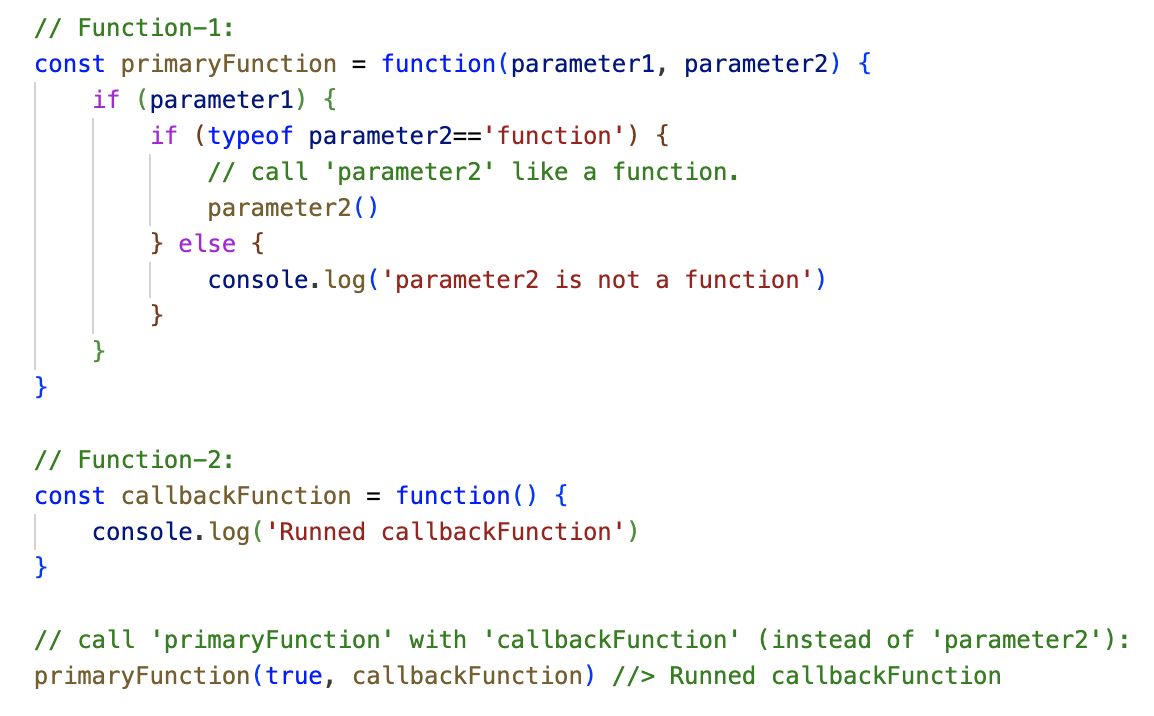 // Function-1:
const primaryFunction = function(parameter1, parameter2) {
    if (parameter1) {
        if (typeof parameter2=='function') {
            // call 'parameter2' like a function.
            parameter2()
        } else {
            console.log('parameter2 is not a function')
        }
    }
}
// Function-2:
const callbackFunction = function() {
    console.log('Runned callbackFunction')
}
// call 'primaryFunction' with 'callbackFunction' (instead of 'parameter2'):
primaryFunction(true, callbackFunction) //> Runned callbackFunction